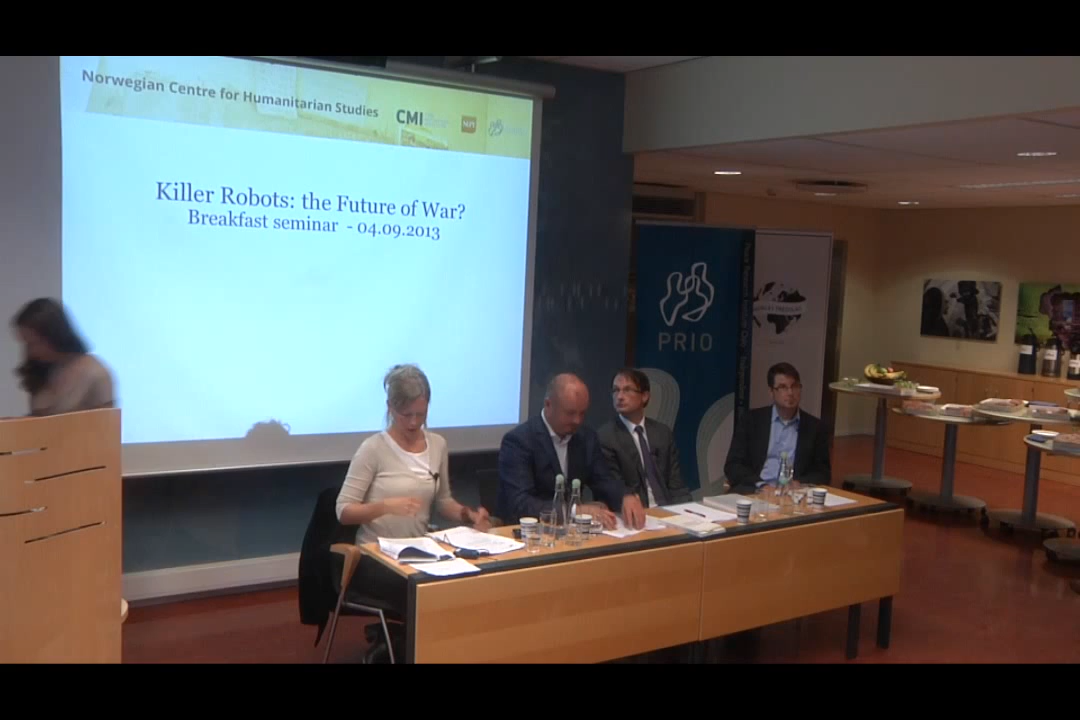 Norwegian Centre for Humanitarian Studies
CMI
Killer Robots: the Future of War?
Breakfast seminar - 04.09.2013
PRIO